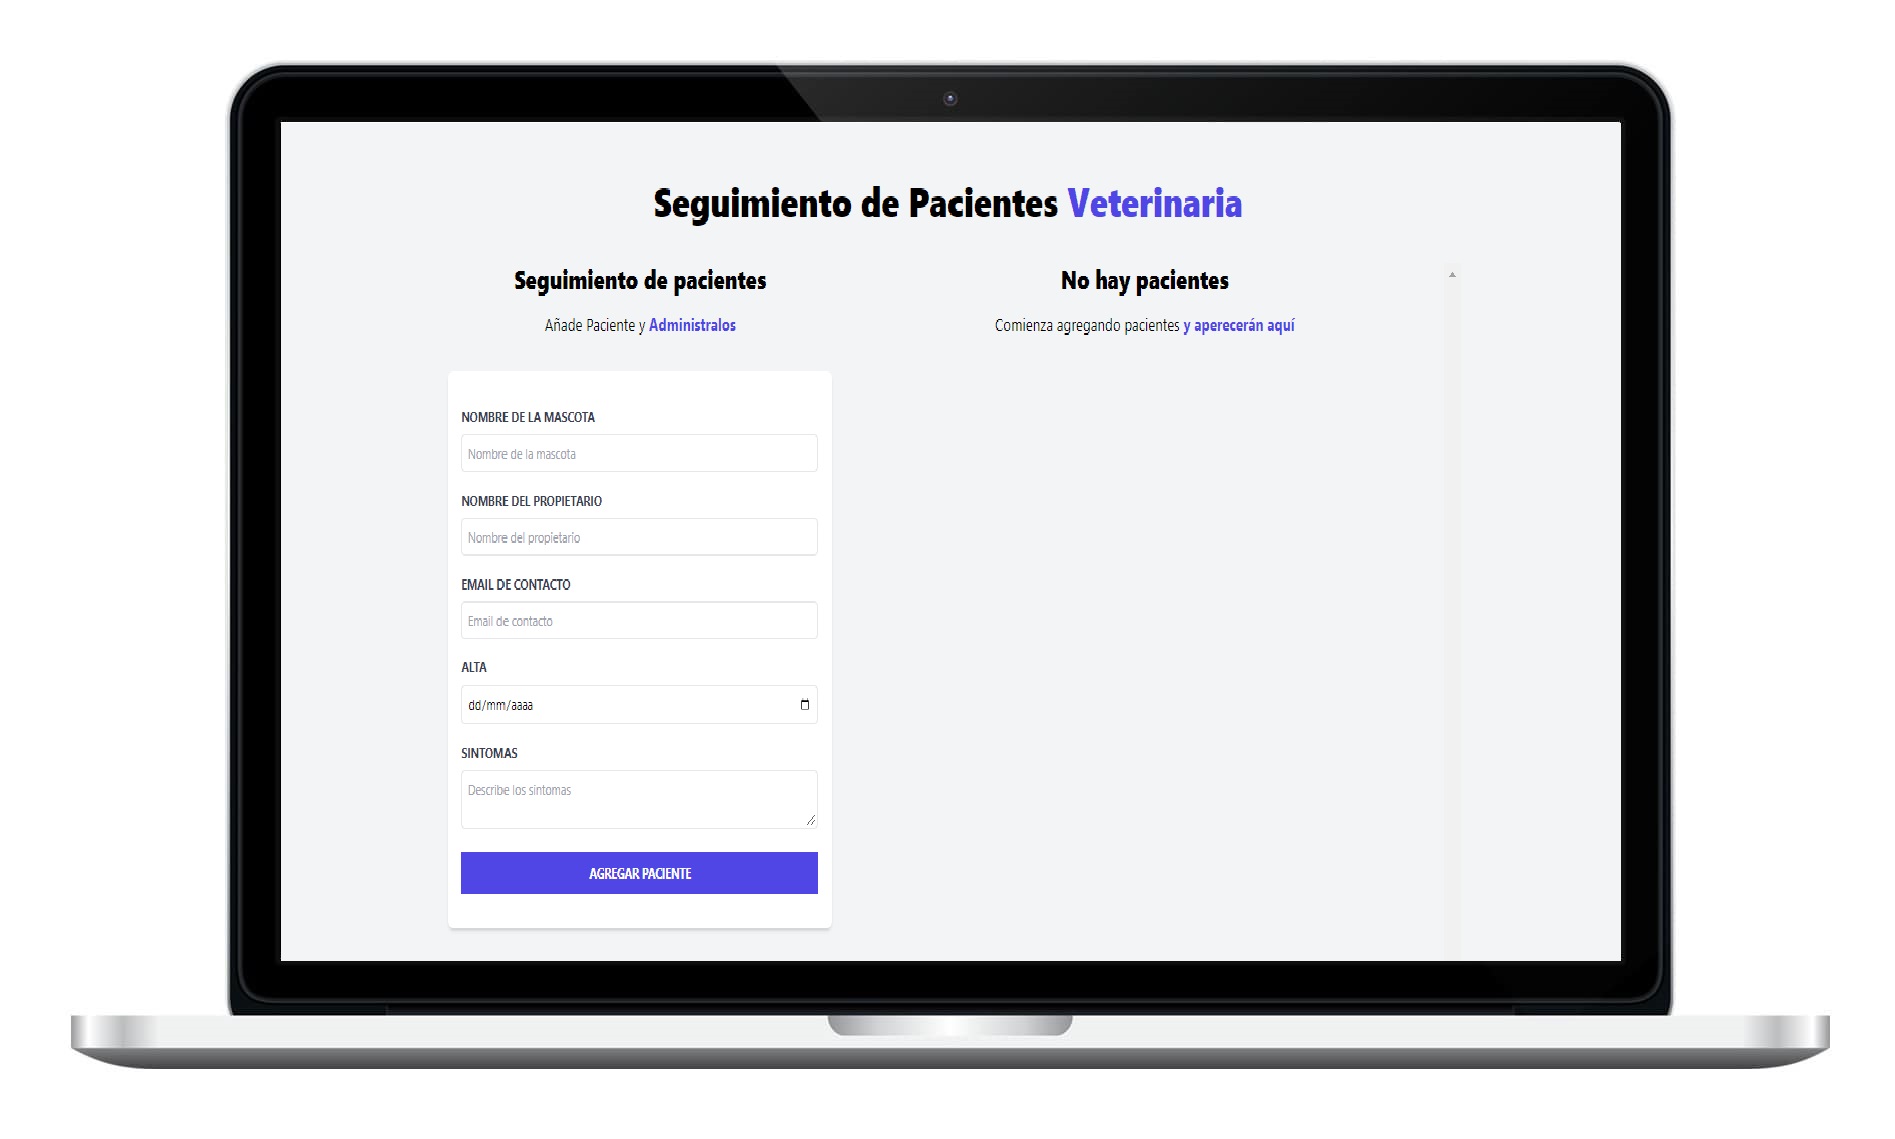 Seguimiento de Pacientes Veterinaria
Seguimiento de pacientes
Añade Paciente y Administralos
NOMBRE DE LA MASCOTA
Nombre de la mascota
NOMBRE DEL PROPIETARIO
Nombre del propietario
EMAIL DE CONTACTO
Email de contacto
ALTA
dd/mm/aaaa
SINTOMAS
Describe los sintomas
AGREGAR PACIENTE
No hay pacientes
Comienza agregando pacientes y aperecerán aquí